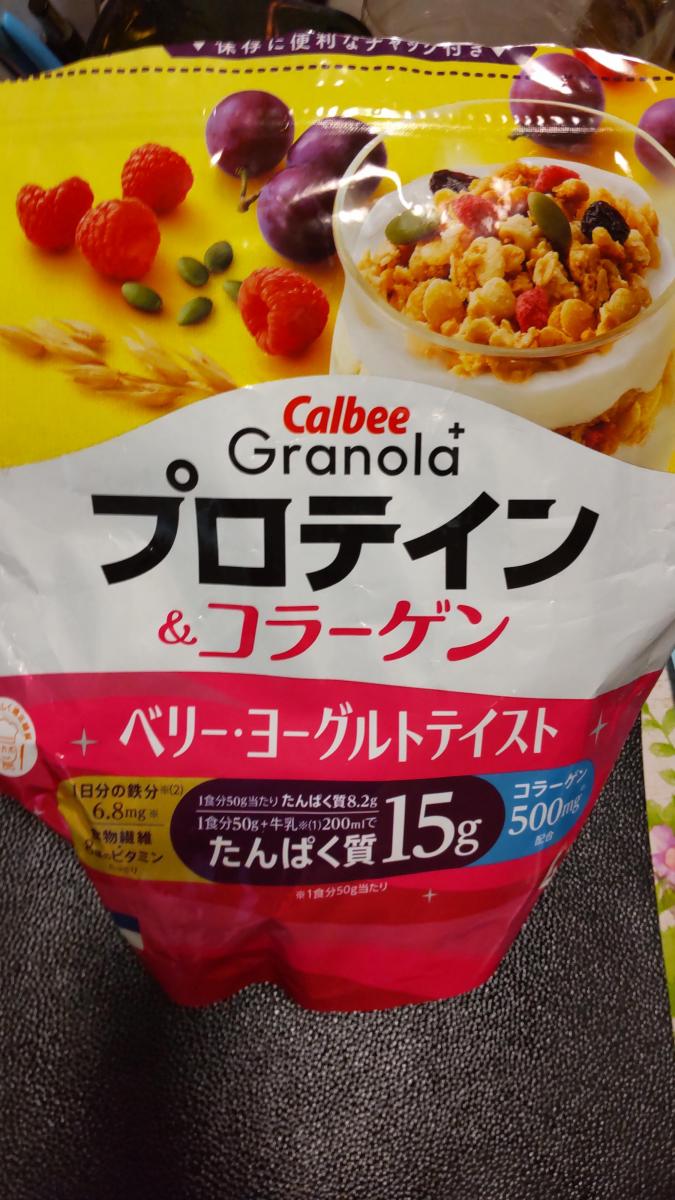 ▼保存に便利なチャック付き▼
Calbee
Granola+
プロテイン
&コラーゲン
ベリー・ヨーグルトテイスト
1日分の鉄分※(2)
6.8mg※
食物繊維
8種のビタミン
1食分50g当たり たんぱく質8.2g
1食分50g+牛乳※(1)200mlで
たんぱく質15g
コラーゲン
500mg※
配合
※1食分50g当たり